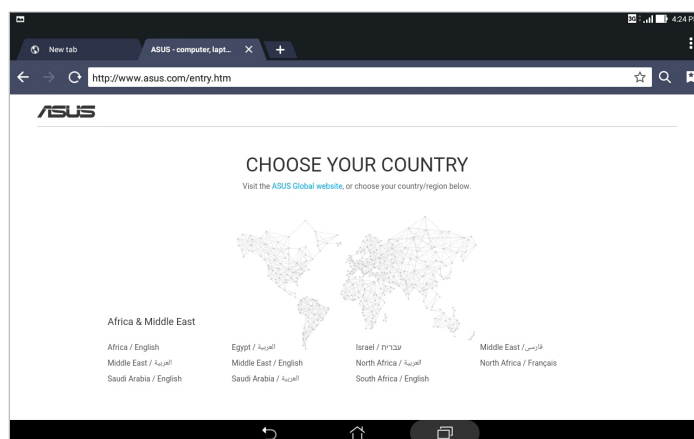 3G 4:24 P
New tab
ASUS - computer, lapt...
http://www.asus.com/entry.htm
ASUS
CHOOSE YOUR COUNTRY
Visit the ASUS Global website, or choose your country/region below.
Africa & Middle East
Africa / English
Egypt / العربية
Israel / עברית
Middle East / فارسی
Middle East / العربية
Middle East / English
North Africa / العربية
North Africa / Français
Saudi Arabia / English
Saudi Arabia / العربية
South Africa / English